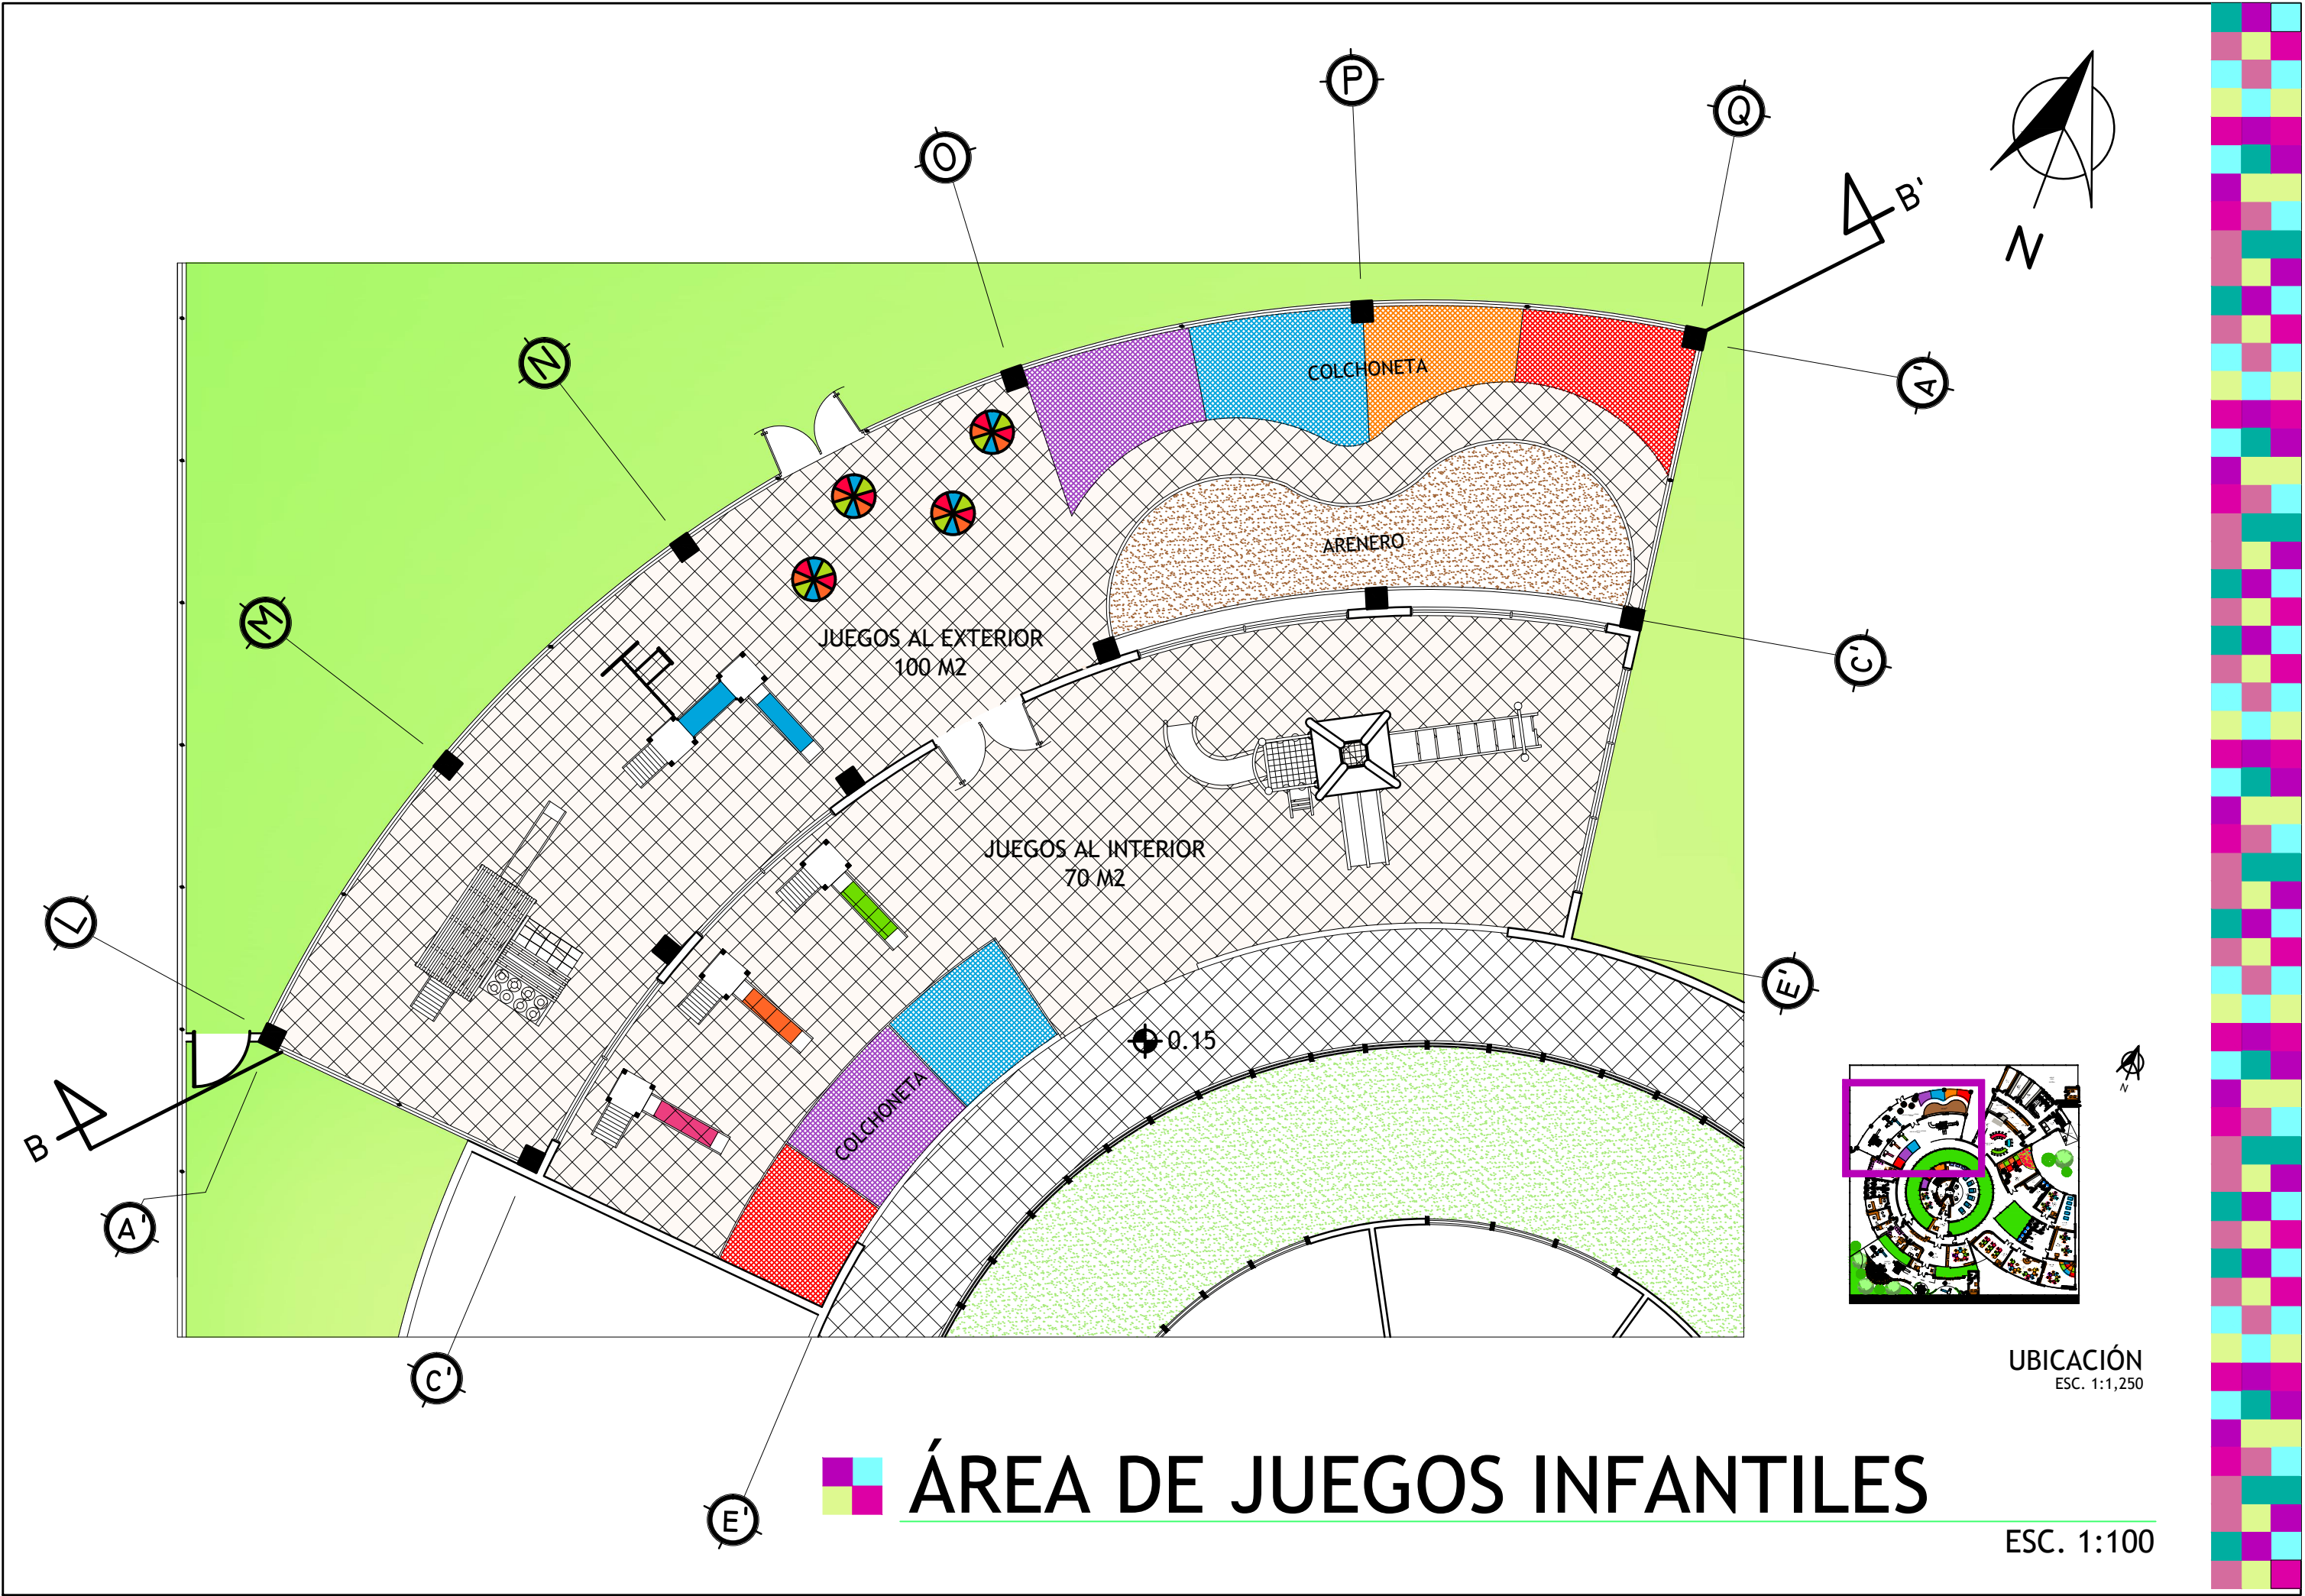 P
Q
O
B'
N
N
A'
COLCHONETA
ARENERO
M
JUEGOS AL EXTERIOR
100 M2
C'
JUEGOS AL INTERIOR
70 M2
L
E'
0.15
COLCHONETA
B
A'
N
C'
UBICACIÓN
ESC. 1:1,250
E'
ÁREA DE JUEGOS INFANTILES
ESC. 1:100